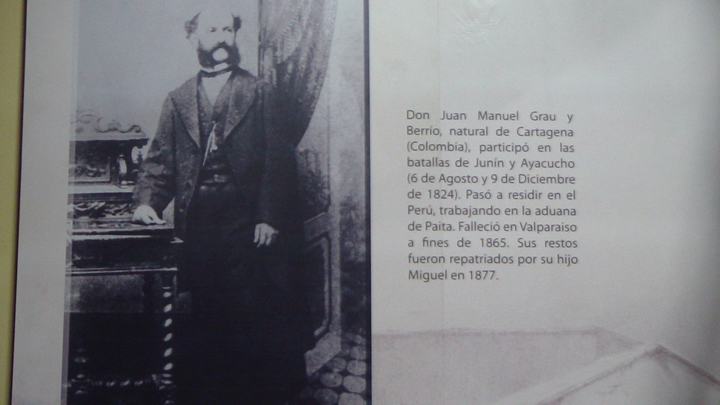 Don Juan Manuel Grau y
Berrío, natural de Cartagena
(Colombia), participó en las
batallas de Junín y Ayacucho
(6 de Agosto y 9 de Diciembre
de 1824). Pasó a residir en el
Perú, trabajando en la aduana
de Paita. Falleció en Valparaiso
a fines de 1865. Sus restos
fueron repatriados por su hijo
Miguel en 1877.